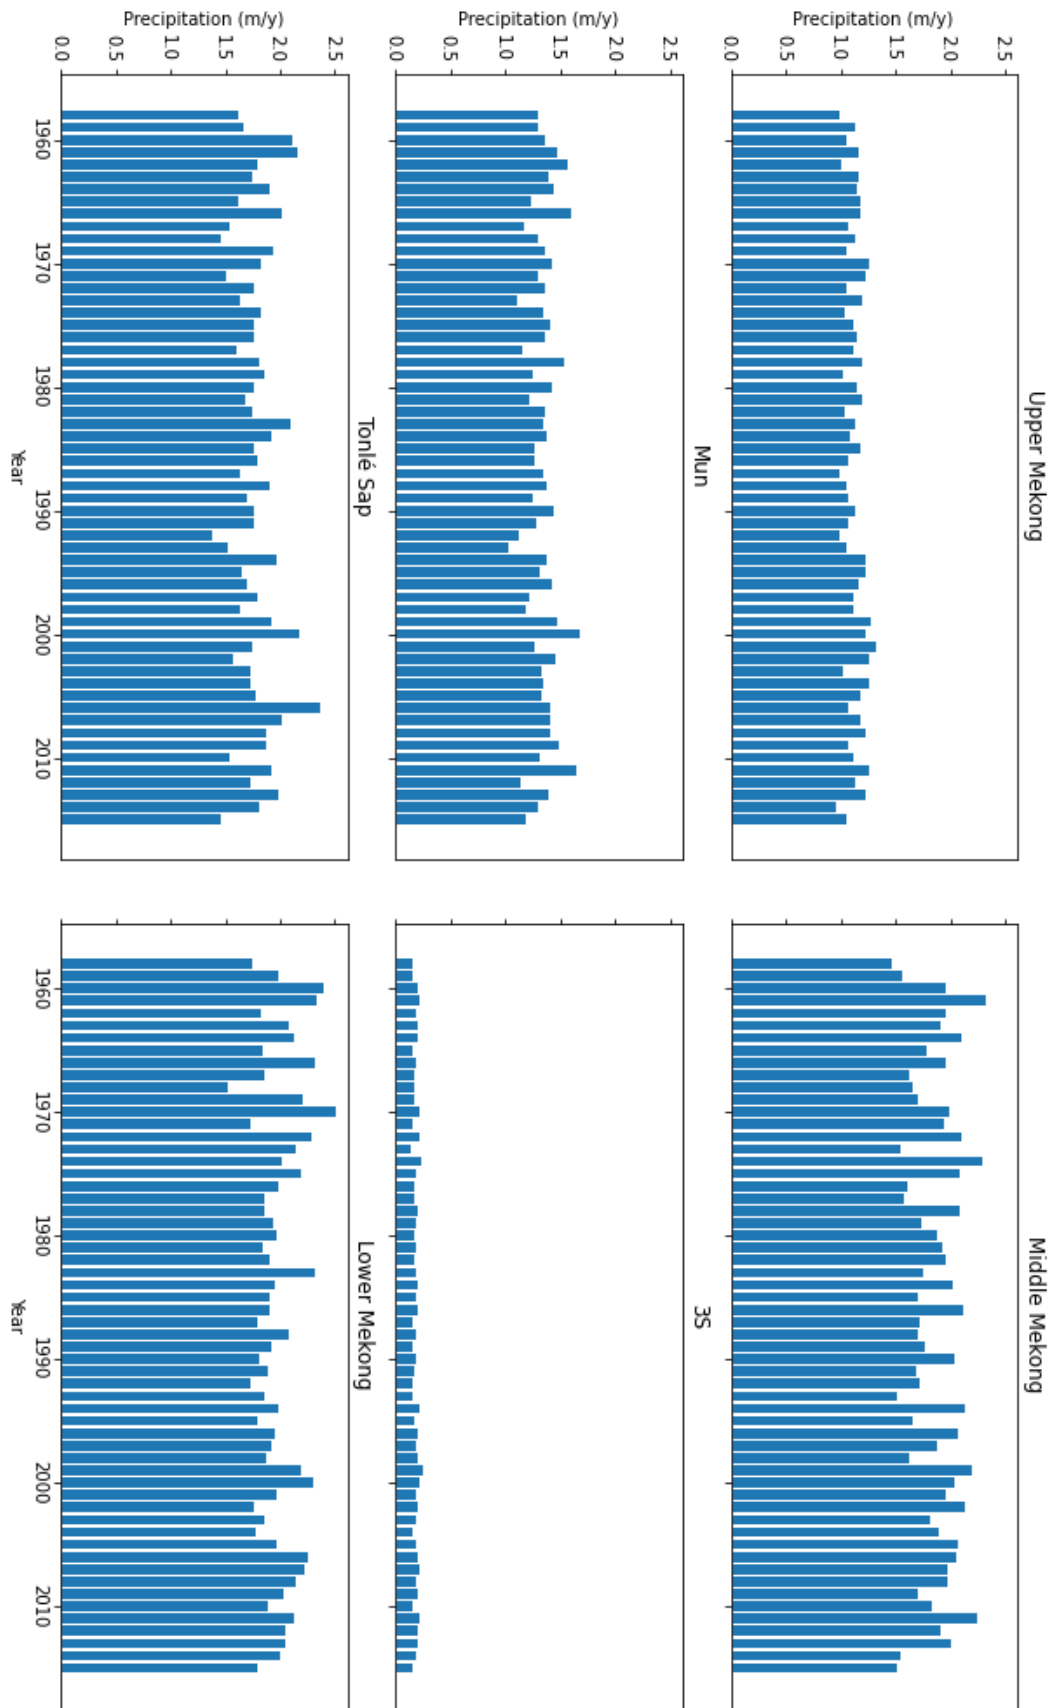 Upper Mekong
Middle Mekong
Precipitation (m/y)
2.5
2.0
1.5
1.0
0.5
0.0
Mun
3S
Precipitation (m/y)
2.5
2.0
1.5
1.0
0.5
0.0
Tonlé Sap
Lower Mekong
Precipitation (m/y)
2.5
2.0
1.5
1.0
0.5
0.0
1960 1970 1980 1990 2000 2010
1960 1970 1980 1990 2000 2010
Year
Year